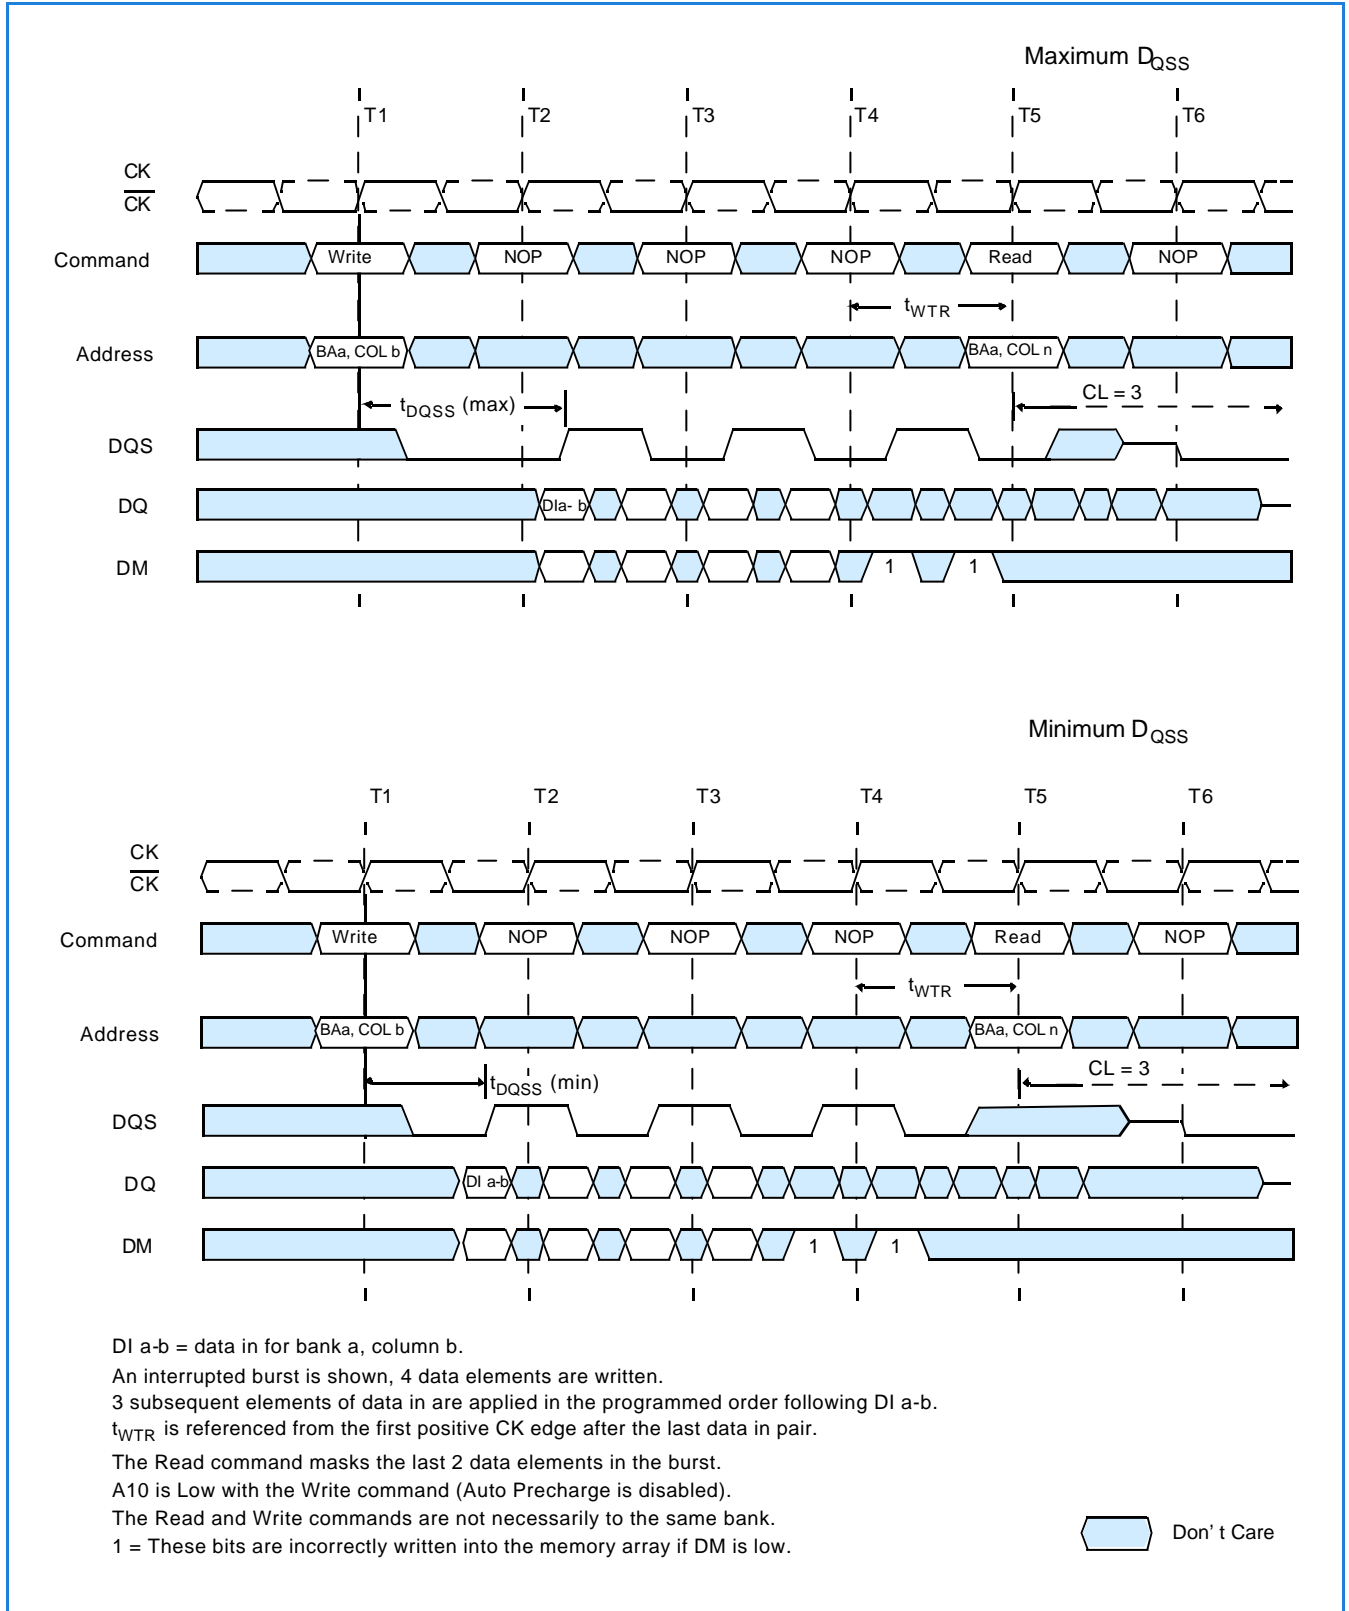 Maximum DQSS
T1 T2 T3 T4 T5 T6
CK
CK
Command Write NOP NOP NOP Read NOP
tWTR
Address BAa, COL b BAa, COL n
tDQSS (max) CL = 3
DQS
DQ DIa- b
DM 1 1
Minimum DQSS
T1 T2 T3 T4 T5 T6
CK
CK
Command Write NOP NOP NOP Read NOP
tWTR
Address BAa, COL b BAa, COL n
tDQSS (min) CL = 3
DQS
DQ DI a-b
DM 1 1
DI a-b = data in for bank a, column b.
An interrupted burst is shown, 4 data elements are written.
3 subsequent elements of data in are applied in the programmed order following DI a-b.
tWTR is referenced from the first positive CK edge after the last data in pair.
The Read command masks the last 2 data elements in the burst.
A10 is Low with the Write command (Auto Precharge is disabled).
The Read and Write commands are not necessarily to the same bank.
1 = These bits are incorrectly written into the memory array if DM is low.
Don' t Care